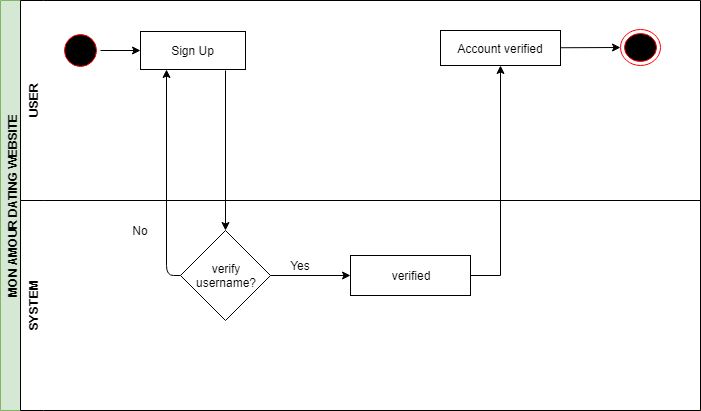 MON AMOUR DATING WEBSITE
USER
Sign Up
Account verified
SYSTEM
No
verify
username?
Yes
verified